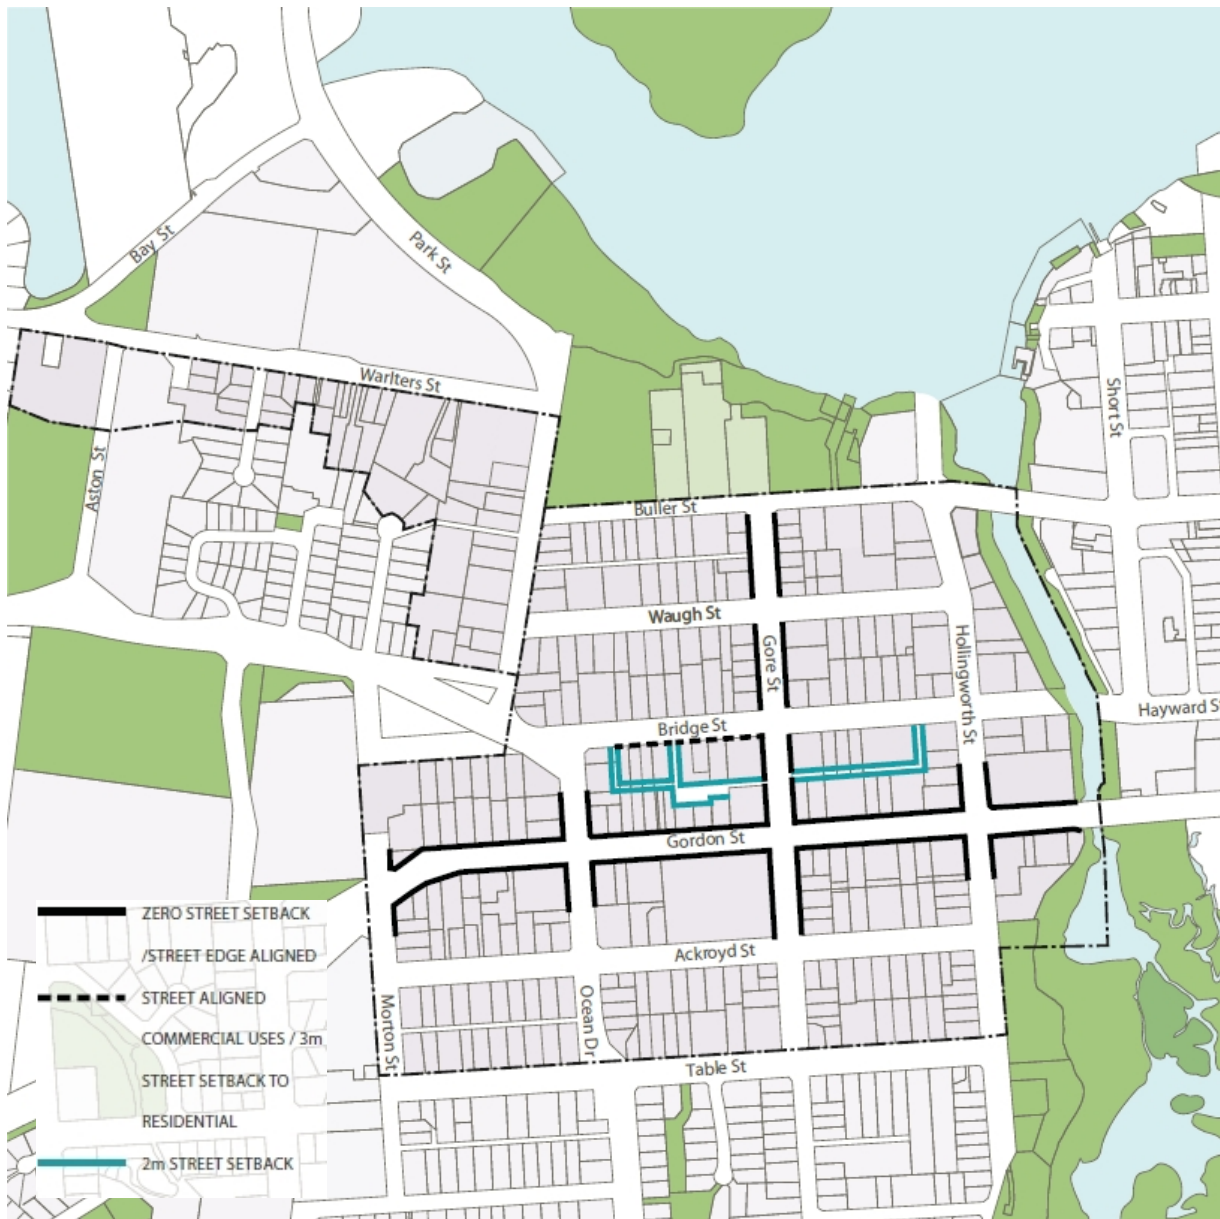 Bay St
Park St
Warlters St
Short St
Aston St
Buller St
Waugh St
Gore St
Hollingworth St
Hayward St
Bridge St
Gordon St
Ackroyd St
Morton St
Ocean Dr
Table St
ZERO STREET SETBACK
/STREET EDGE ALIGNED
STREET ALIGNED
COMMERCIAL USES / 3m
STREET SETBACK TO
RESIDENTIAL
2m STREET SETBACK